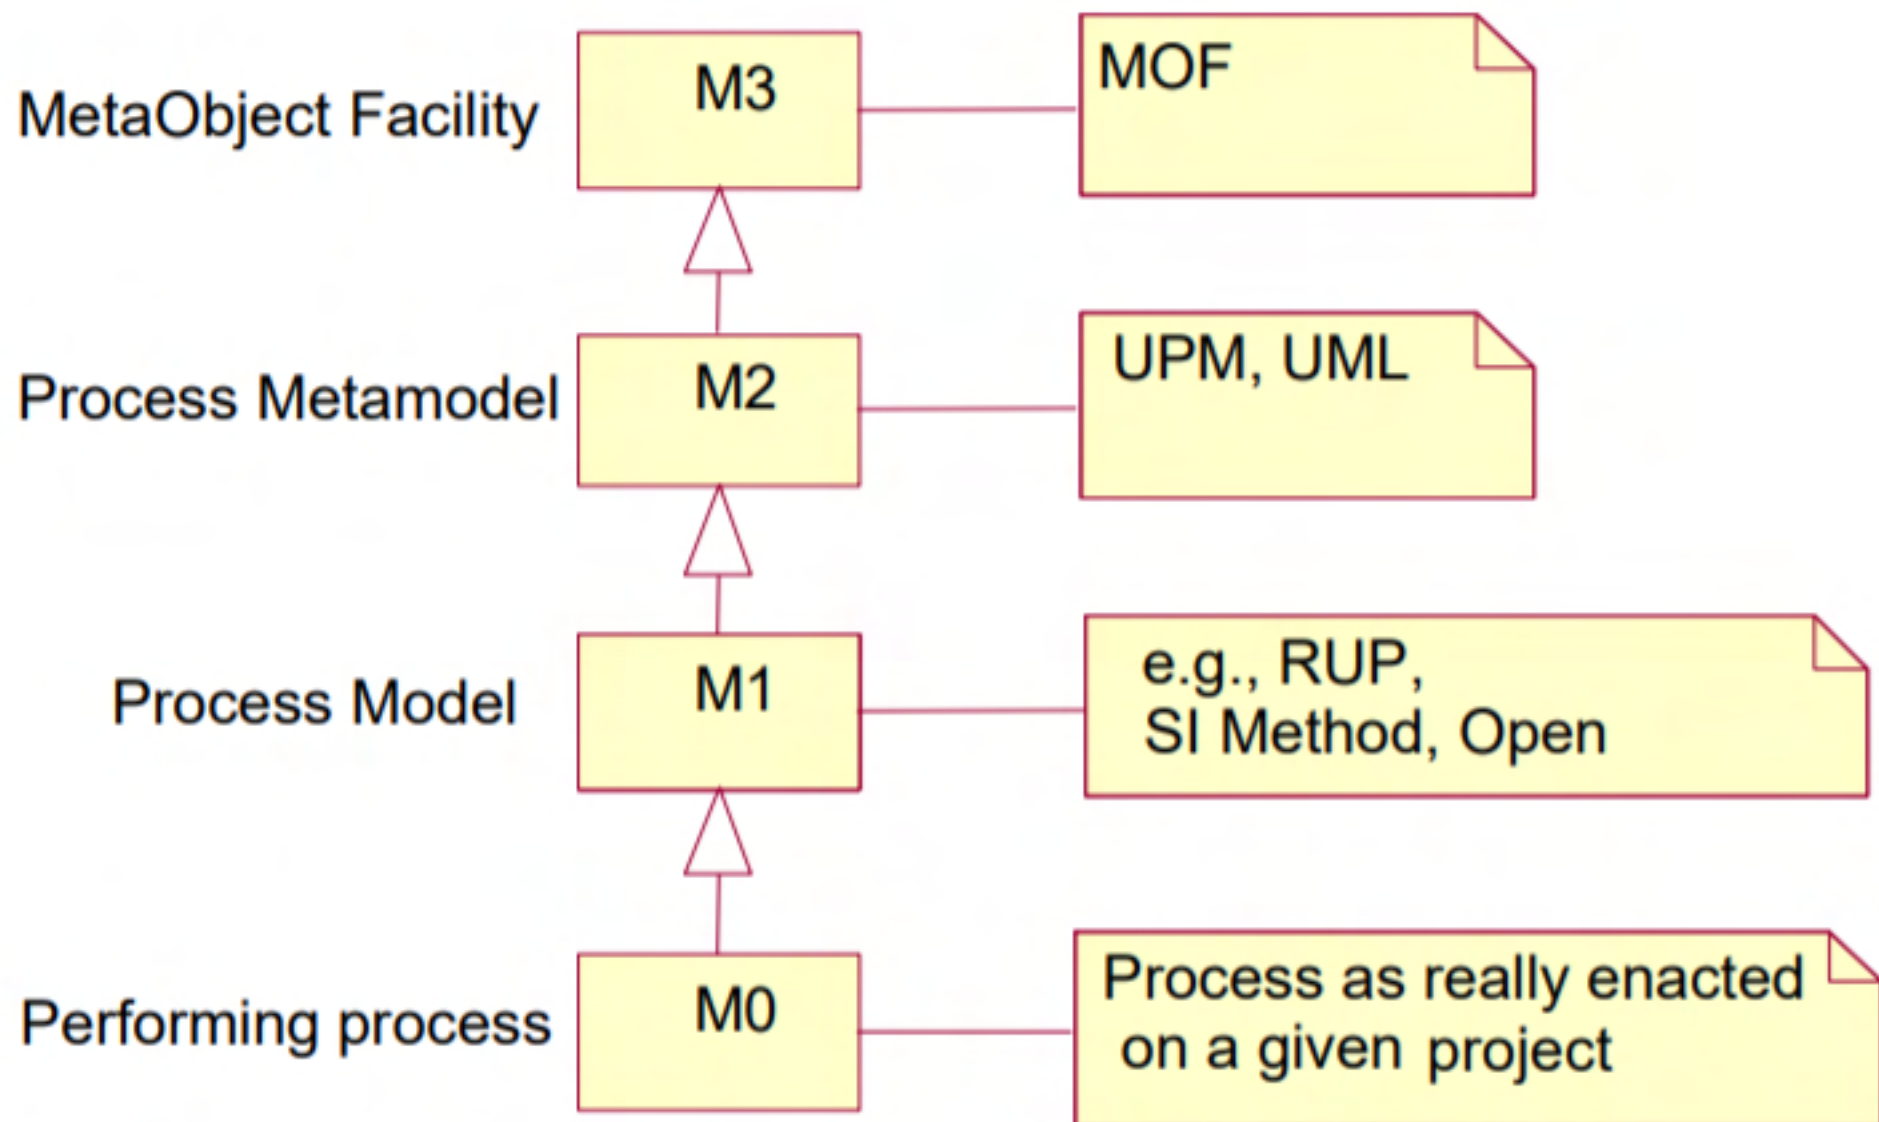 MetaObject Facility
M3
MOF
Process Metamodel
M2
UPM, UML
Process Model
M1
e.g., RUP,
SI Method, Open
Performing process
M0
Process as really enacted
on a given project